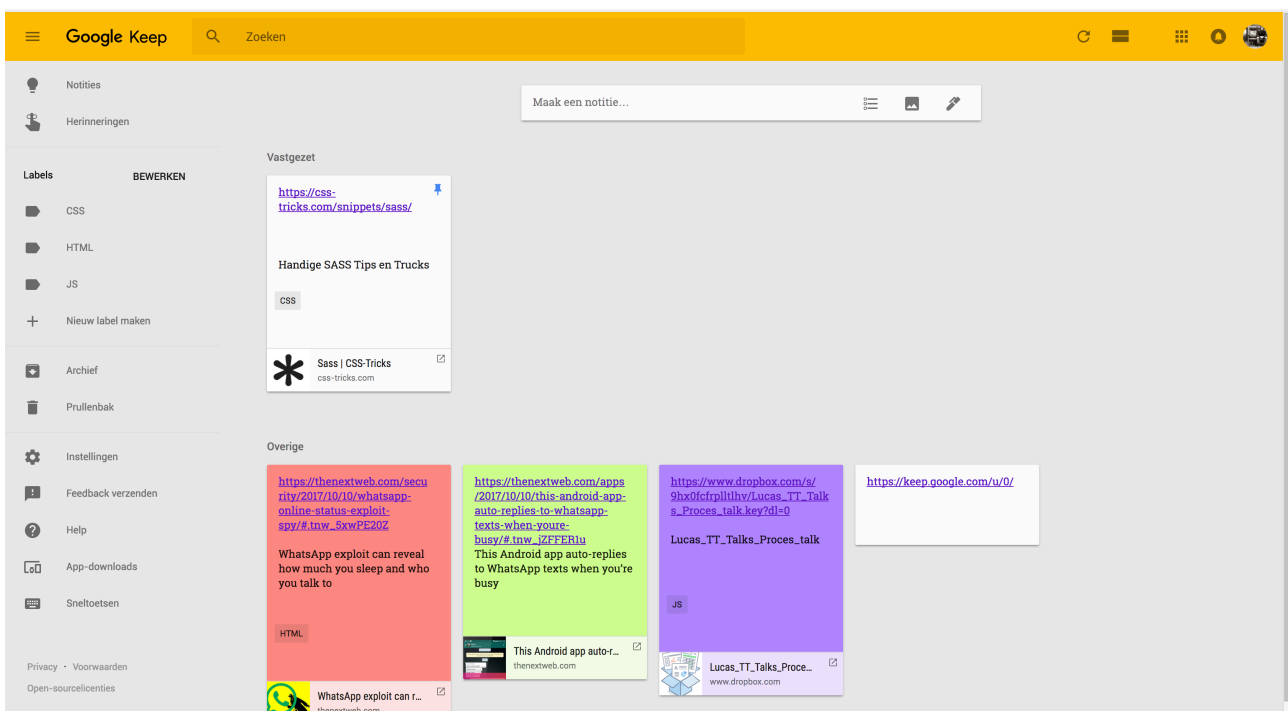 Google Keep
Zoeken
Notities
Herinneringen
Labels
BEWERKEN
CSS
HTML
JS
Nieuw label maken
Archief
Prullenbak
Instellingen
Feedback verzenden
Help
App-downloads
Sneltoetsen
Privacy · Voorwaarden
Open-sourcelicenties
Maak een notitie...
Vastgezet
https://css-
tricks.com/snippets/sass/
Handige SASS Tips en Trucks
CSS
Sass | CSS-Tricks
css-tricks.com
Overige
https://thenextweb.com/secu
rity/2017/10/10/whatsapp-
online-status-exploit-
spy/#.tnw_5xwPE20Z
WhatsApp exploit can reveal
how much you sleep and who
you talk to
HTML
WhatsApp exploit can r...
thenextweb.com
https://thenextweb.com/apps
/2017/10/10/this-android-app-
auto-replies-to-whatsapp-
texts-when-youre-
busy/#.tnw_jZFFER1u
This Android app auto-replies
to WhatsApp texts when you're
busy
This Android app auto-r...
thenextweb.com
https://www.dropbox.com/s/
9hx0fcfrplltlhv/Lucas_TT_Talk
s_Proces_talk.key?dl=0
Lucas_TT_Talks_Proces_talk
JS
Lucas_TT_Talks_Proce...
www.dropbox.com
https://keep.google.com/u/0/